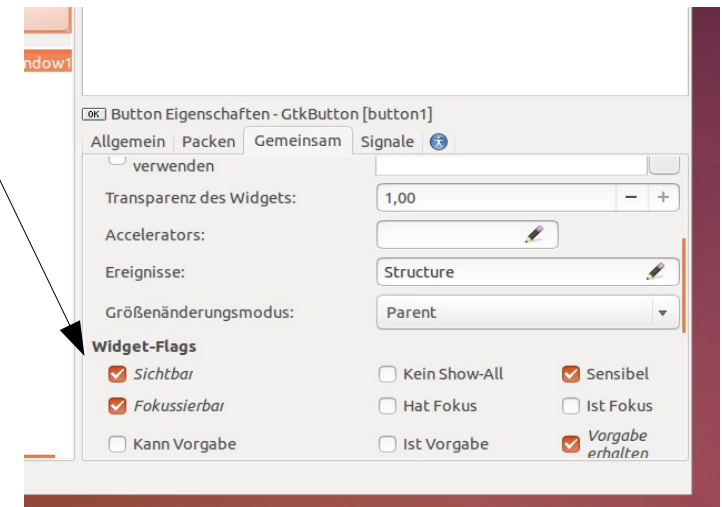 ndow1
OK Button Eigenschaften - GtkButton [button1]
Allgemein Packen Gemeinsam Signale
verwenden
Transparenz des Widgets: 1,00 − +
Accelerators:
Ereignisse: Structure
Größenänderungsmodus: Parent
Widget-Flags
Sichtbar Kein Show-All Sensibel
Fokussierbar Hat Fokus Ist Fokus
Kann Vorgabe Ist Vorgabe Vorgabe
erhalten